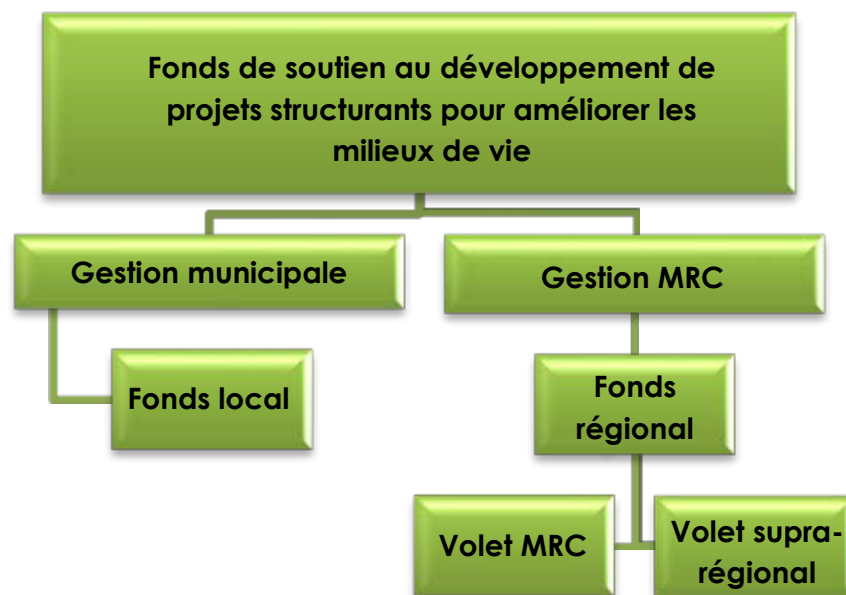 Fonds de soutien au développement de
projets structurants pour améliorer les
milieux de vie
Gestion municipale
Gestion MRC
Fonds local
Fonds
régional
Volet MRC
Volet supra-
régional